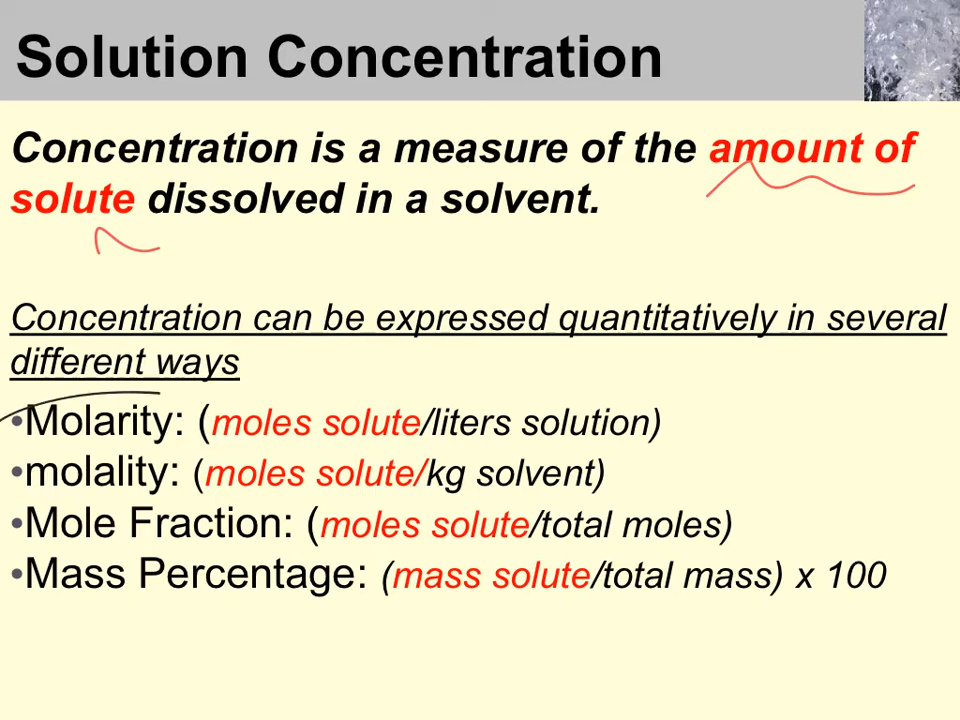 Solution Concentration
Concentration is a measure of the amount of
solute dissolved in a solvent.
Concentration can be expressed quantitatively in several
different ways
•Molarity: (moles solute/liters solution)
•molality: (moles solute/kg solvent)
•Mole Fraction: (moles solute/total moles)
•Mass Percentage: (mass solute/total mass) x 100